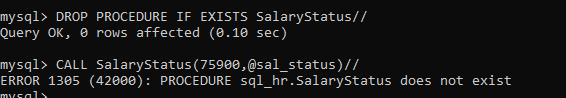 mysql> DROP PROCEDURE IF EXISTS SalaryStatus//
Query OK, 0 rows affected (0.10 sec)
mysql> CALL SalaryStatus(75900,@sal_status)//
ERROR 1305 (42000): PROCEDURE sql_hr.SalaryStatus does not exist
mysql>